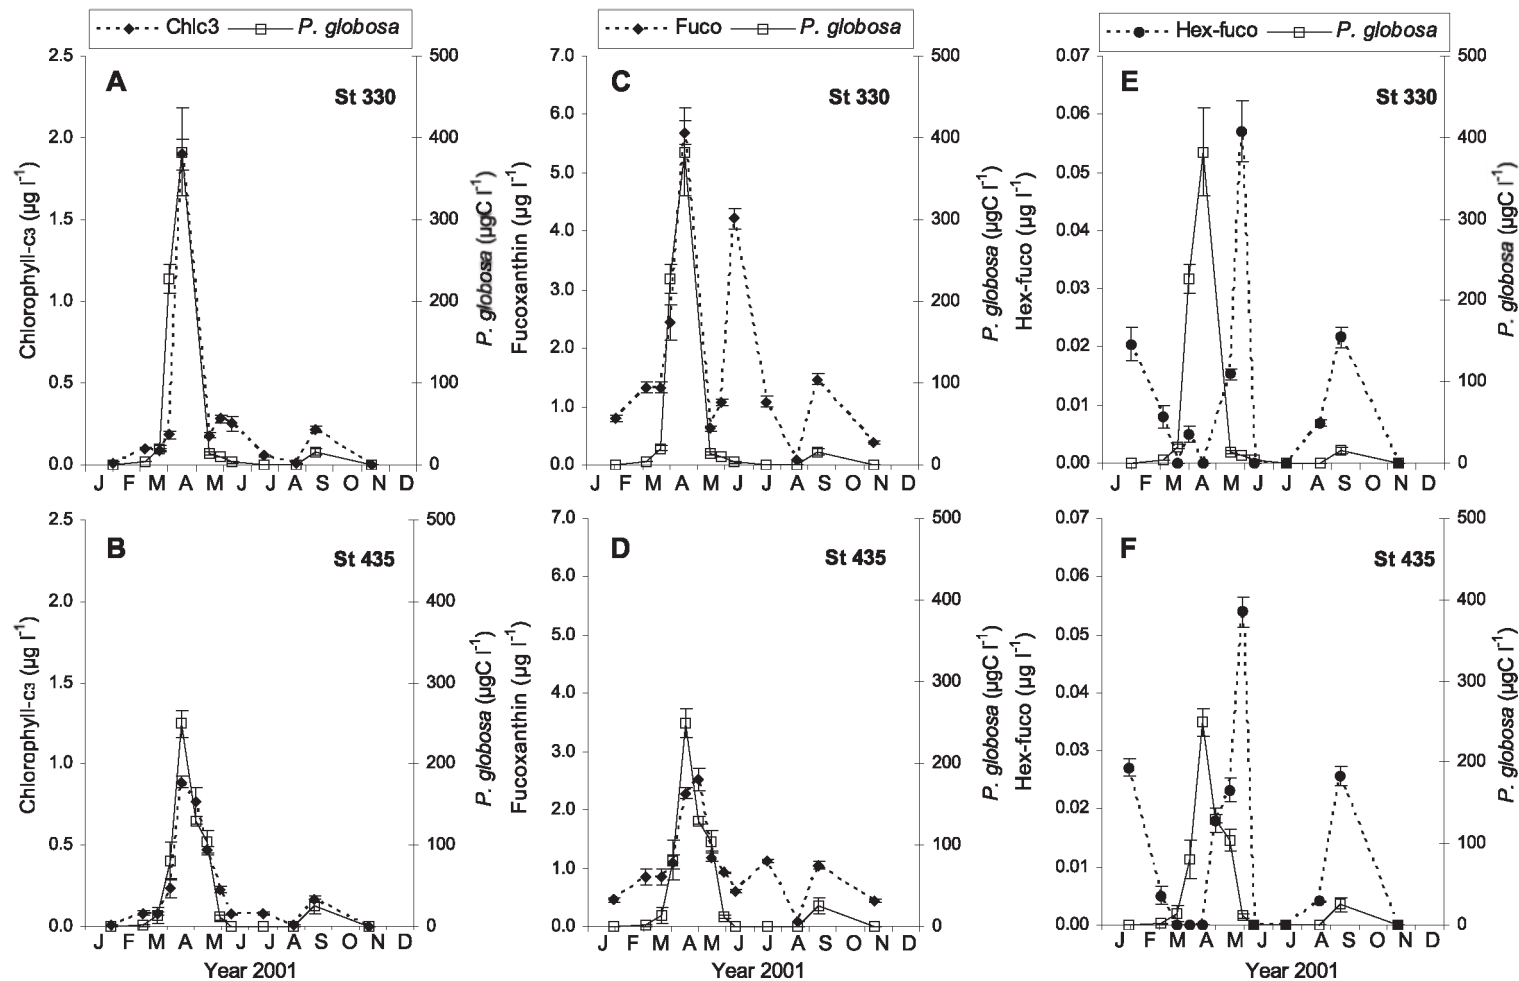 Chlc3 P. globosa
Fuco P. globosa
Hex-fuco P. globosa
A
St 330
2.5
2.0
1.5
1.0
0.5
0.0
500
400
300
200
100
0
Chlorophyll-c3 (µg l-1)
P. globosa (µgC l-1)
J F M A M J J A S O N D
C
St 330
7.0
6.0
5.0
4.0
3.0
2.0
1.0
0.0
500
400
300
200
100
0
Fucoxanthin (µg l-1)
P. globosa (µgC l-1)
J F M A M J J A S O N D
E
St 330
0.07
0.06
0.05
0.04
0.03
0.02
0.01
0.00
500
400
300
200
100
0
Hex-fuco (µg l-1)
P. globosa (µgC l-1)
J F M A M J J A S O N D
B
St 435
2.5
2.0
1.5
1.0
0.5
0.0
500
400
300
200
100
0
Chlorophyll-c3 (µg l-1)
P. globosa (µgC l-1)
J F M A M J J A S O N D
Year 2001
D
St 435
7.0
6.0
5.0
4.0
3.0
2.0
1.0
0.0
500
400
300
200
100
0
Fucoxanthin (µg l-1)
P. globosa (µgC l-1)
J F M A M J J A S O N D
Year 2001
F
St 435
0.07
0.06
0.05
0.04
0.03
0.02
0.01
0.00
500
400
300
200
100
0
Hex-fuco (µg l-1)
P. globosa (µgC l-1)
J F M A M J J A S O N D
Year 2001